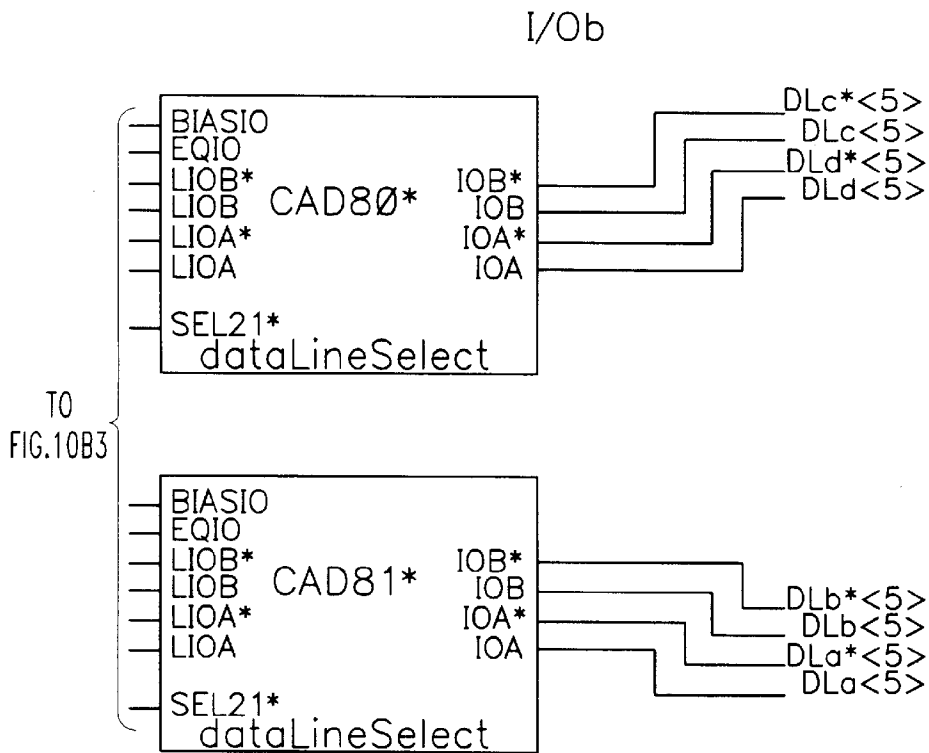 I/Ob
BIASIO
EQIO
LIOB*
LIOB
LIOA*
LIOA
SEL21*
CAD8Ø*
IOB*
IOB
IOA*
IOA
dataLineSelect
DLc*<5>
DLc<5>
DLd*<5>
DLd<5>
TO
FIG.10B3
BIASIO
EQIO
LIOB*
LIOB
LIOA*
LIOA
SEL21*
CAD81*
IOB*
IOB
IOA*
IOA
dataLineSelect
DLb*<5>
DLb<5>
DLa*<5>
DLa<5>